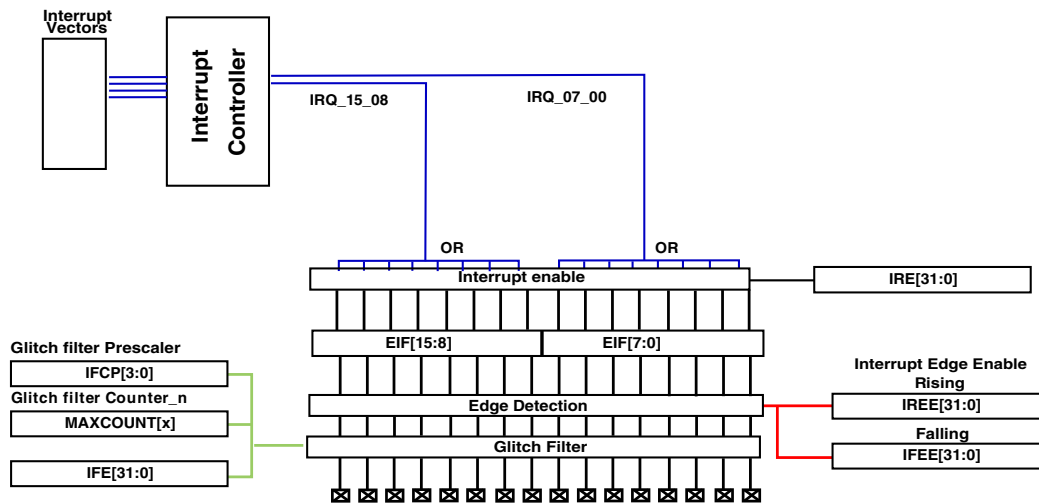 Interrupt
Vectors
Interrupt
Controller
IRQ_15_08
IRQ_07_00
OR
OR
Interrupt enable
IRE[31:0]
EIF[15:8]
EIF[7:0]
Glitch filter Prescaler
IFCP[3:0]
Glitch filter Counter_n
MAXCOUNT[x]
IFE[31:0]
Edge Detection
Glitch Filter
Interrupt Edge Enable
Rising
IREE[31:0]
Falling
IFEE[31:0]